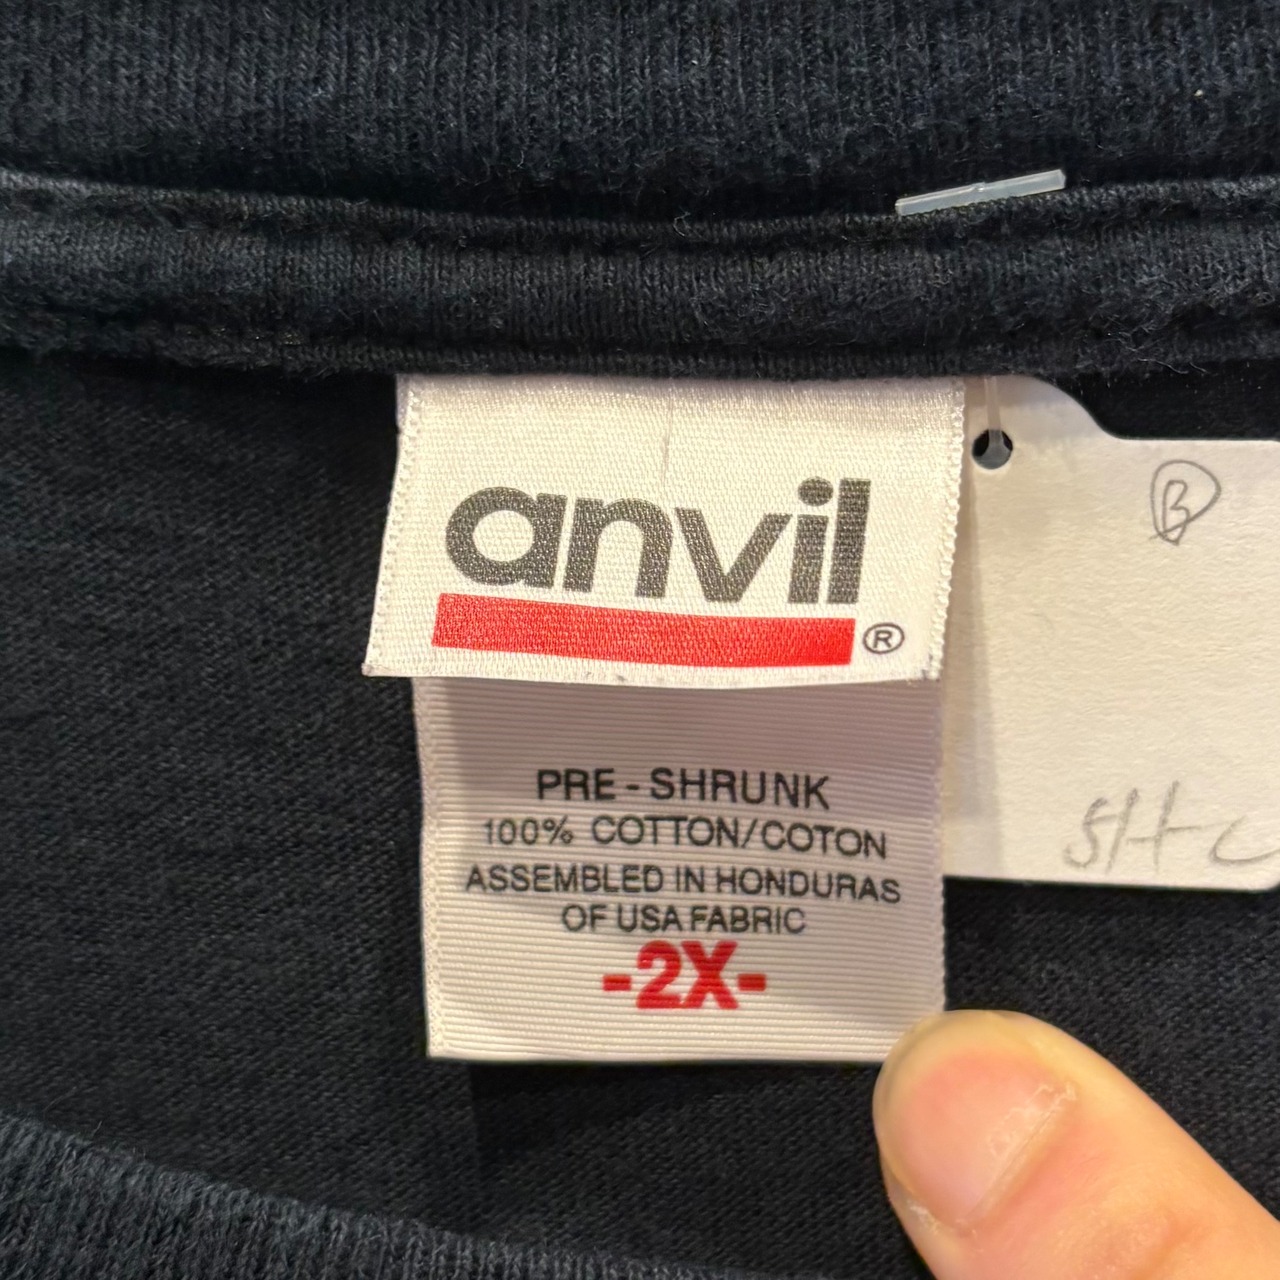 anvil
®
PRE-SHRUNK
100% COTTON/COTON
ASSEMBLED IN HONDURAS
OF USA FABRIC
-2X-
B